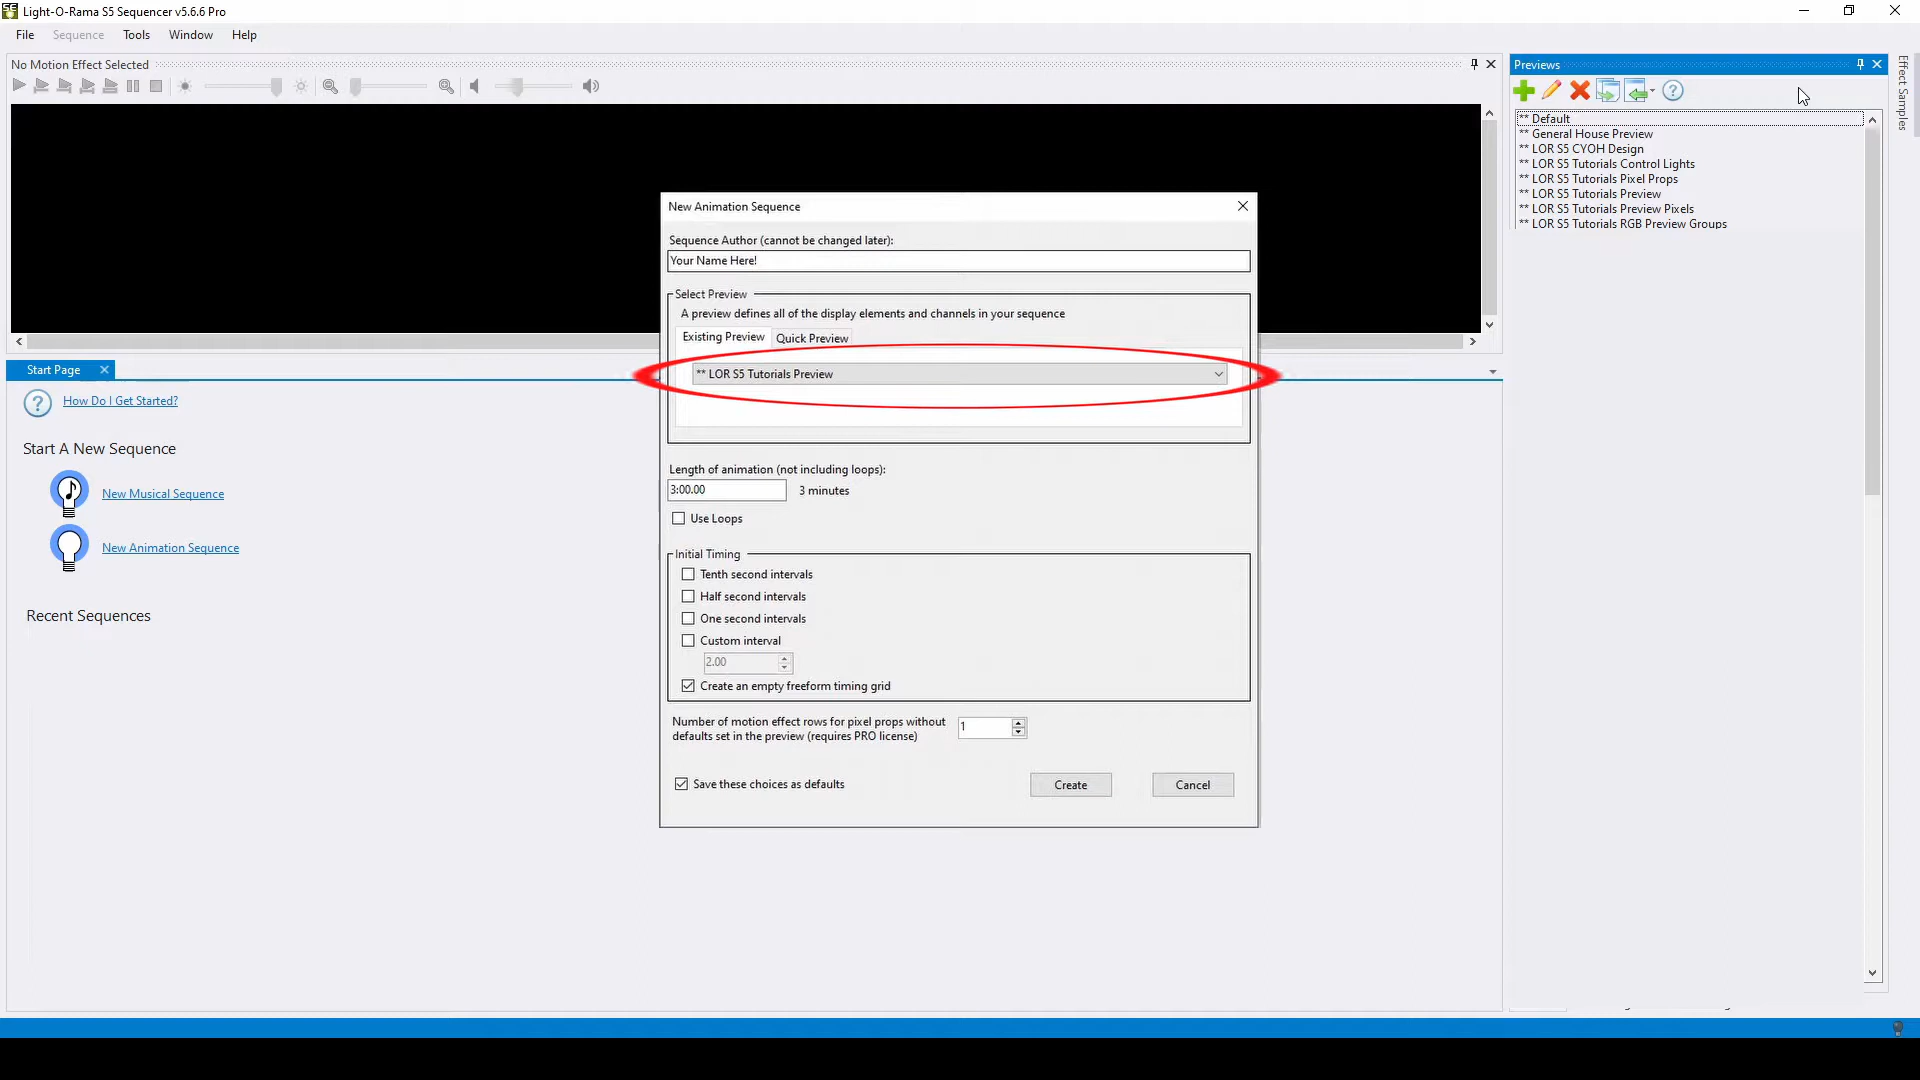 Light-O-Rama S5 Sequencer v5.6.6 Pro
File Sequence Tools Window Help
No Motion Effect Selected
Previews
Effect Samples
** Default
** General House Preview
** LOR S5 CYOH Design
** LOR S5 Tutorials Control Lights
** LOR S5 Tutorials Pixel Props
** LOR S5 Tutorials Preview
** LOR S5 Tutorials Preview Pixels
** LOR S5 Tutorials RGB Preview Groups
Start Page
How Do I Get Started?
Start A New Sequence
New Musical Sequence
New Animation Sequence
Recent Sequences
New Animation Sequence
Sequence Author (cannot be changed later):
Your Name Here!
Select Preview
A preview defines all of the display elements and channels in your sequence
Existing Preview Quick Preview
** LOR S5 Tutorials Preview
Length of animation (not including loops):
3:00.00 3 minutes
Use Loops
Initial Timing
Tenth second intervals
Half second intervals
One second intervals
Custom interval
2.00
Create an empty freeform timing grid
Number of motion effect rows for pixel props without
defaults set in the preview (requires PRO license)
1
Save these choices as defaults
Create Cancel